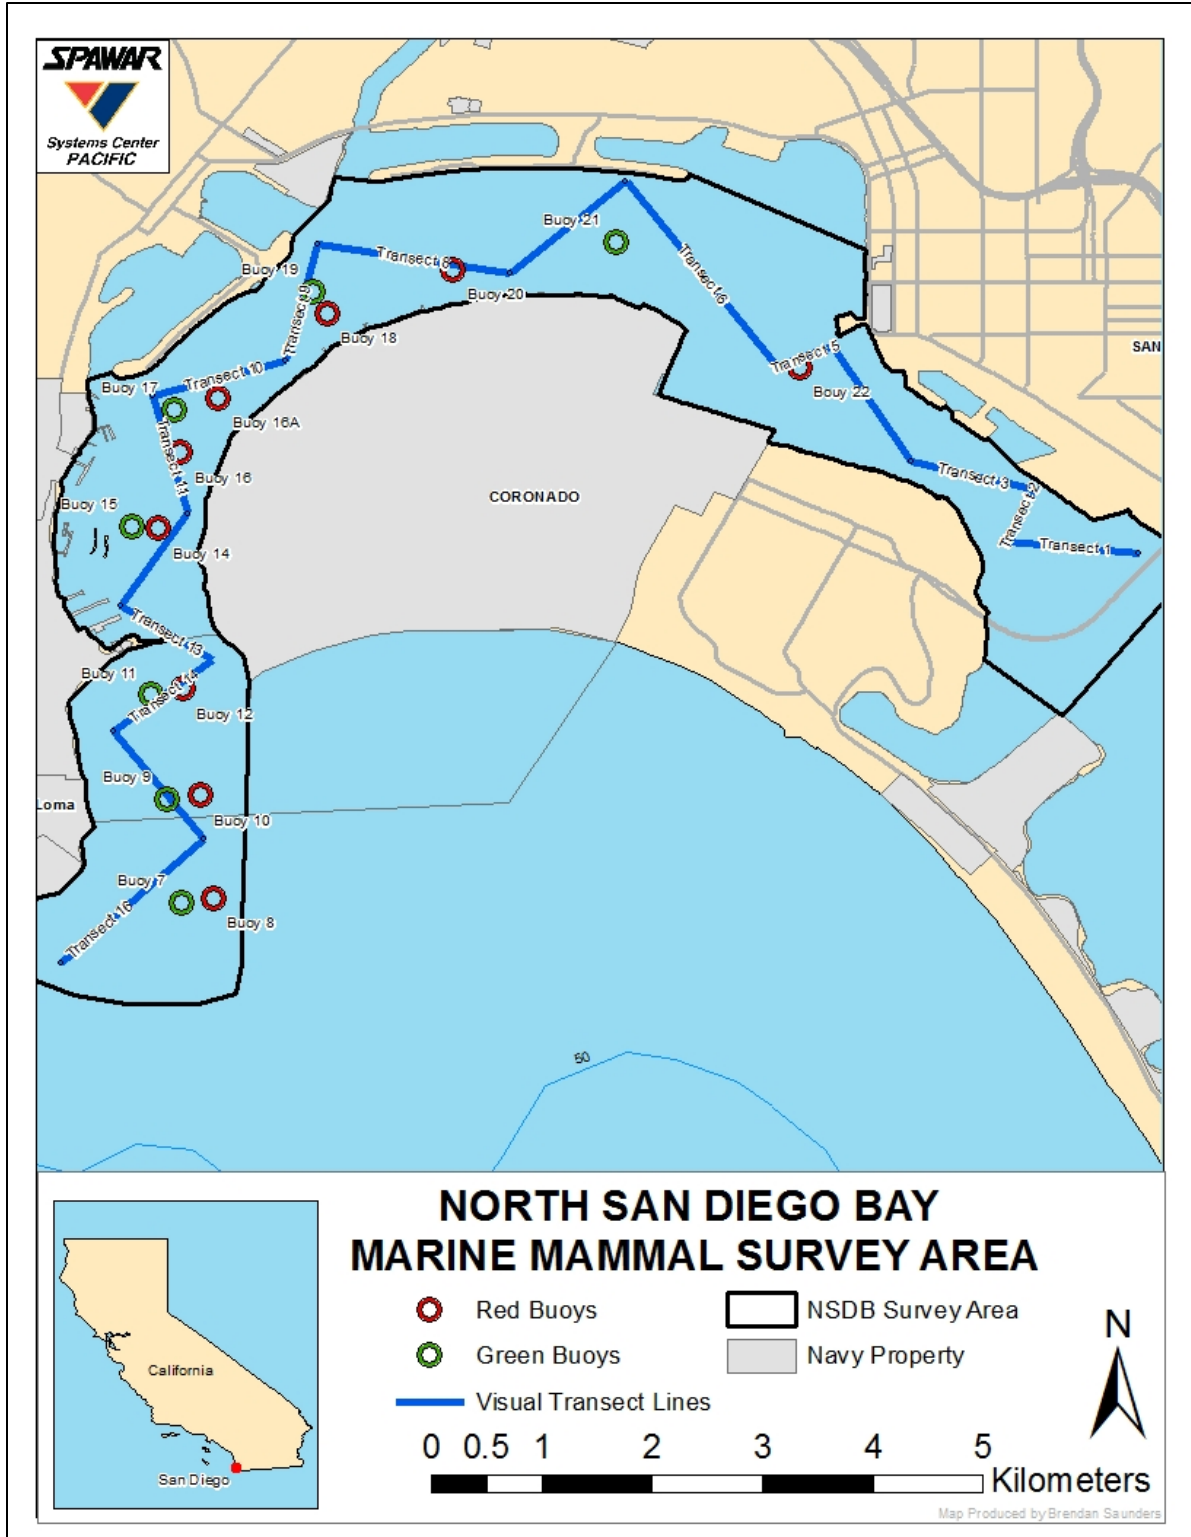 SPAWAR
Systems Center
PACIFIC
Buoy 21
Buoy 19
Transect 8
Buoy 20
Transect 6
Transect 9
Buoy 18
Transect 5
SAN
Buoy 17
Transect 10
Bouy 22
Buoy 16A
Transect 11
Buoy 16
Transect 3
Transect 2
CORONADO
Buoy 15
Buoy 14
Transect 1
Transect 13
Buoy 11
Transect 14
Buoy 12
Buoy 9
Loma
Buoy 10
Buoy 7
Transect 16
Buoy 8
50
NORTH SAN DIEGO BAY
MARINE MAMMAL SURVEY AREA
Red Buoys
NSDB Survey Area
Green Buoys
Navy Property
Visual Transect Lines
N
California
San Diego
0 0.5 1 2 3 4 5
Kilometers
Map Produced by Brendan Saunders